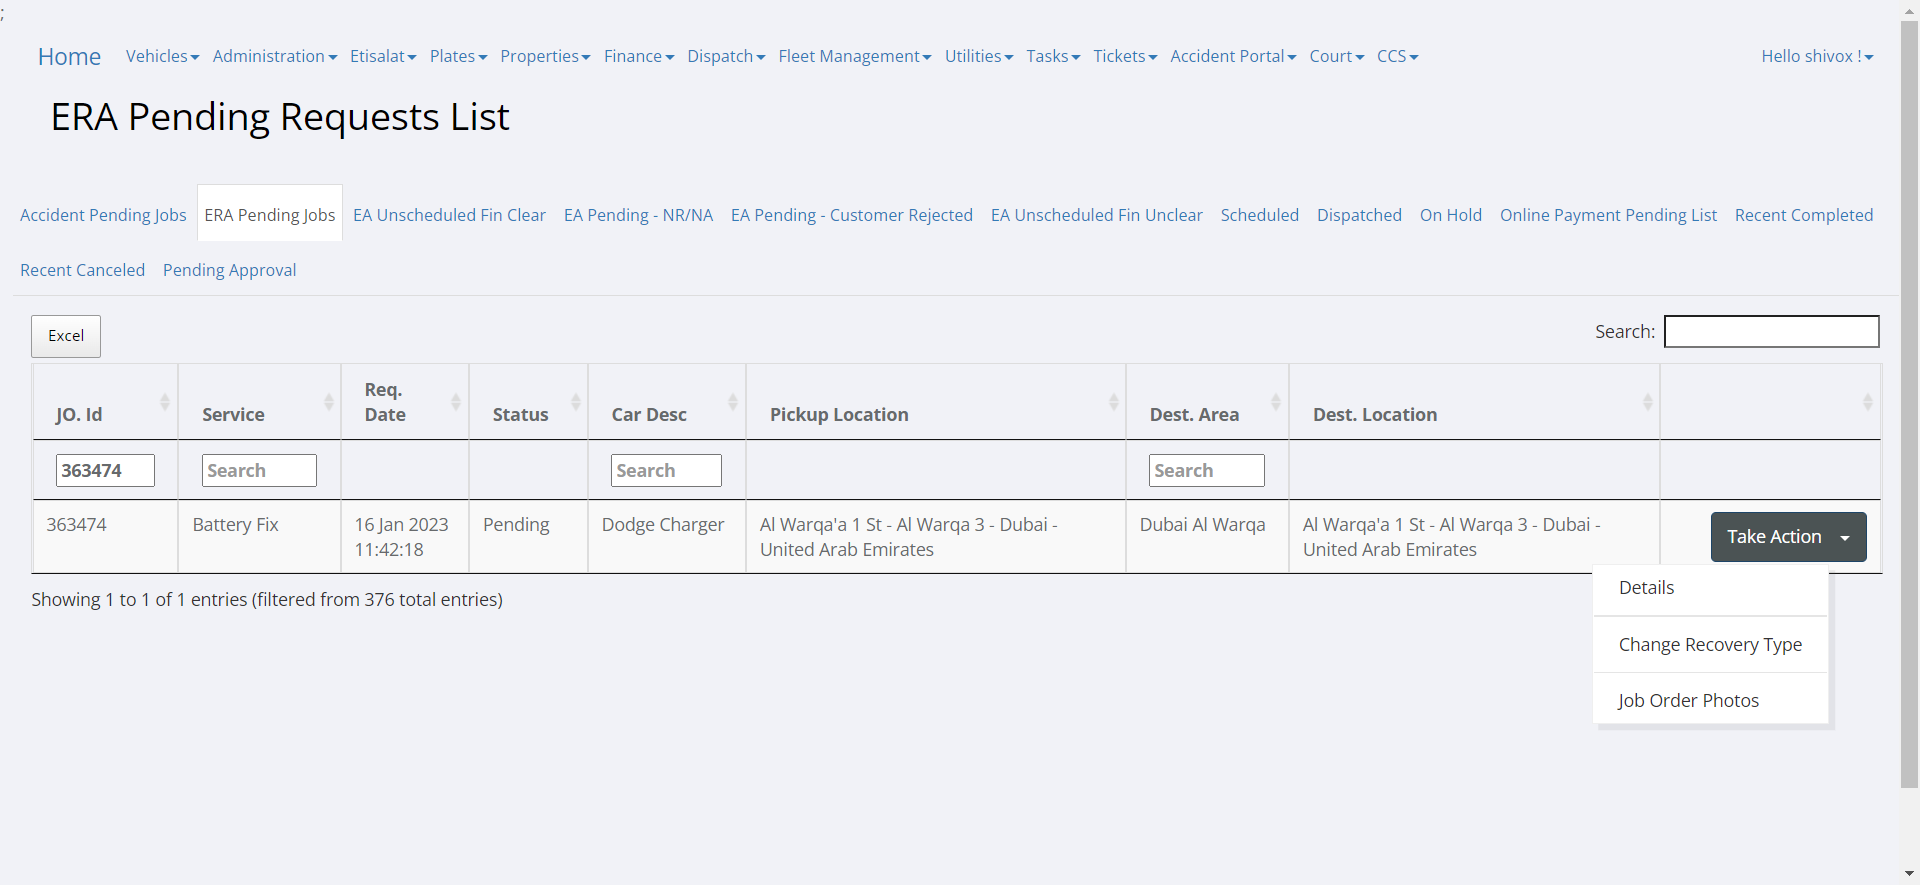 ;
Home Vehicles Administration Etisalat Plates Properties Finance Dispatch Fleet Management Utilities Tasks Tickets Accident Portal Court CCS Hello shivox !
ERA Pending Requests List
Accident Pending Jobs ERA Pending Jobs EA Unscheduled Fin Clear EA Pending - NR/NA EA Pending - Customer Rejected EA Unscheduled Fin Unclear Scheduled Dispatched On Hold Online Payment Pending List Recent Completed
Recent Canceled Pending Approval
Excel Search:
JO. Id Service Req. Date Status Car Desc Pickup Location Dest. Area Dest. Location
363474 Search Search Search
363474 Battery Fix 16 Jan 2023 Pending Dodge Charger Al Warqa'a 1 St - Al Warqa 3 - Dubai - Dubai Al Warqa Al Warqa'a 1 St - Al Warqa 3 - Dubai - Take Action
11:42:18 United Arab Emirates United Arab Emirates
Showing 1 to 1 of 1 entries (filtered from 376 total entries)
Details
Change Recovery Type
Job Order Photos